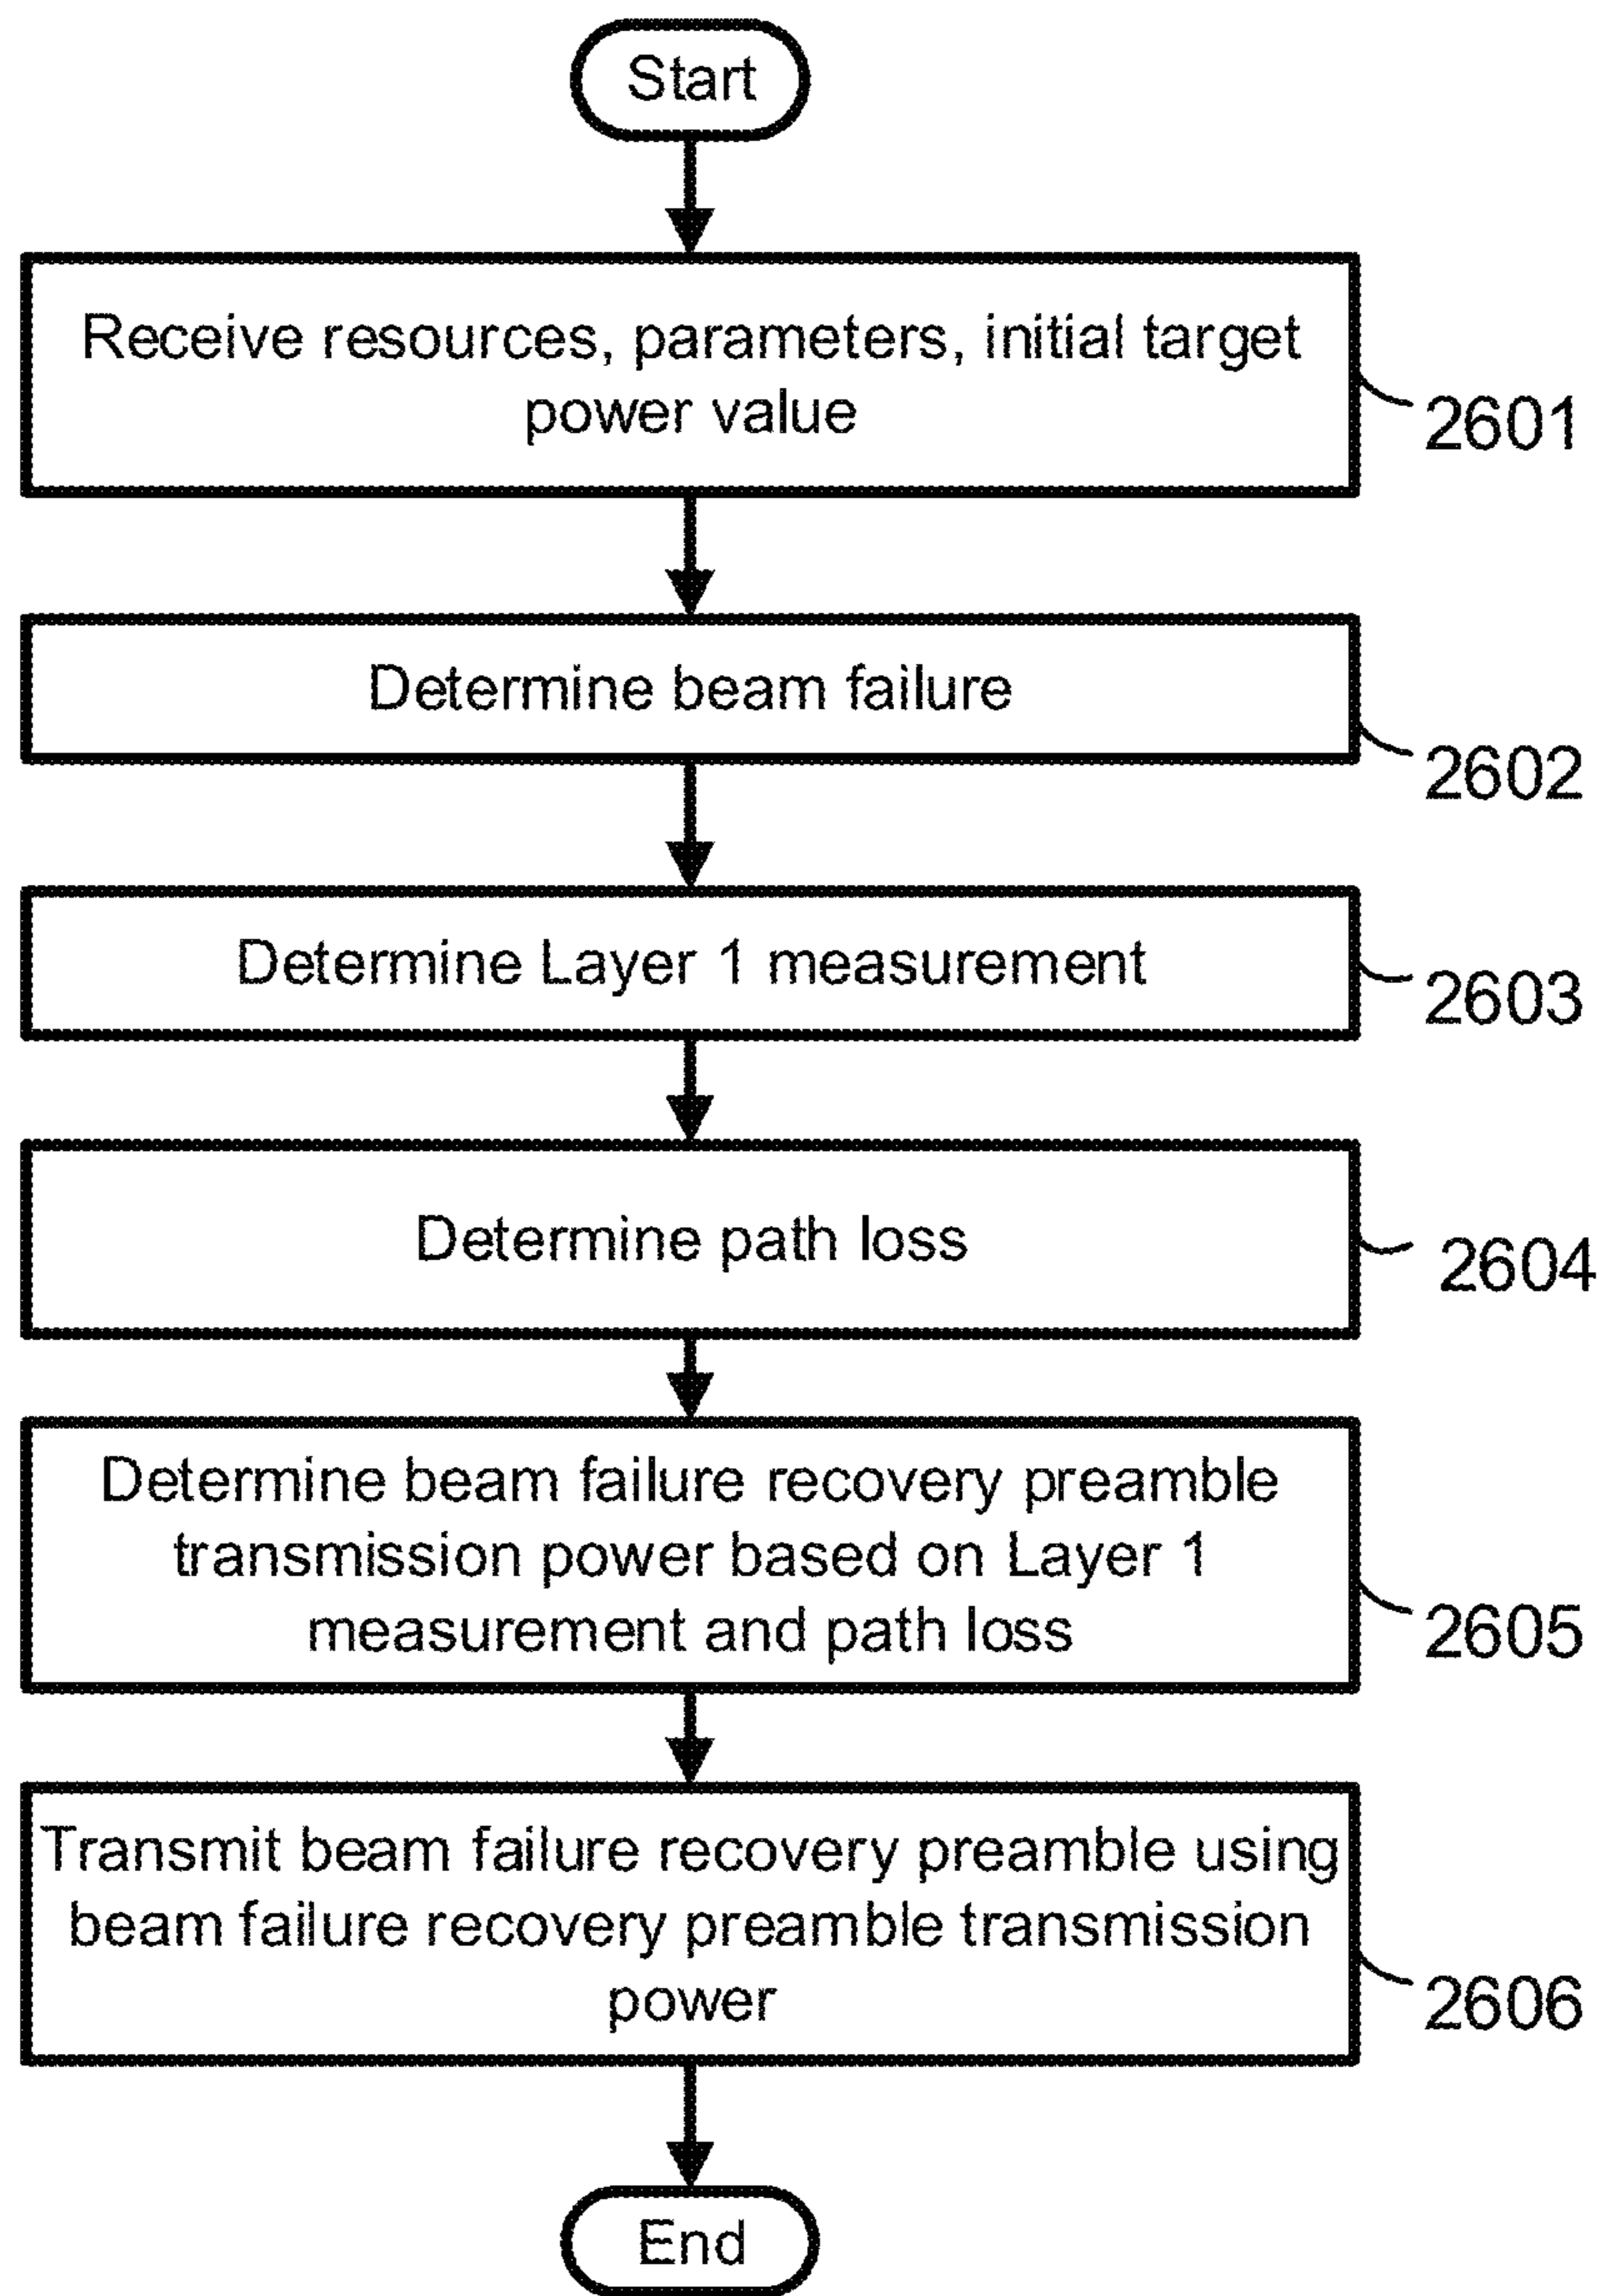 Start
Receive resources, parameters, initial target
power value
2601
Determine beam failure
2602
Determine Layer 1 measurement
2603
Determine path loss
2604
Determine beam failure recovery preamble
transmission power based on Layer 1
measurement and path loss
2605
Transmit beam failure recovery preamble using
beam failure recovery preamble transmission
power
2606
End